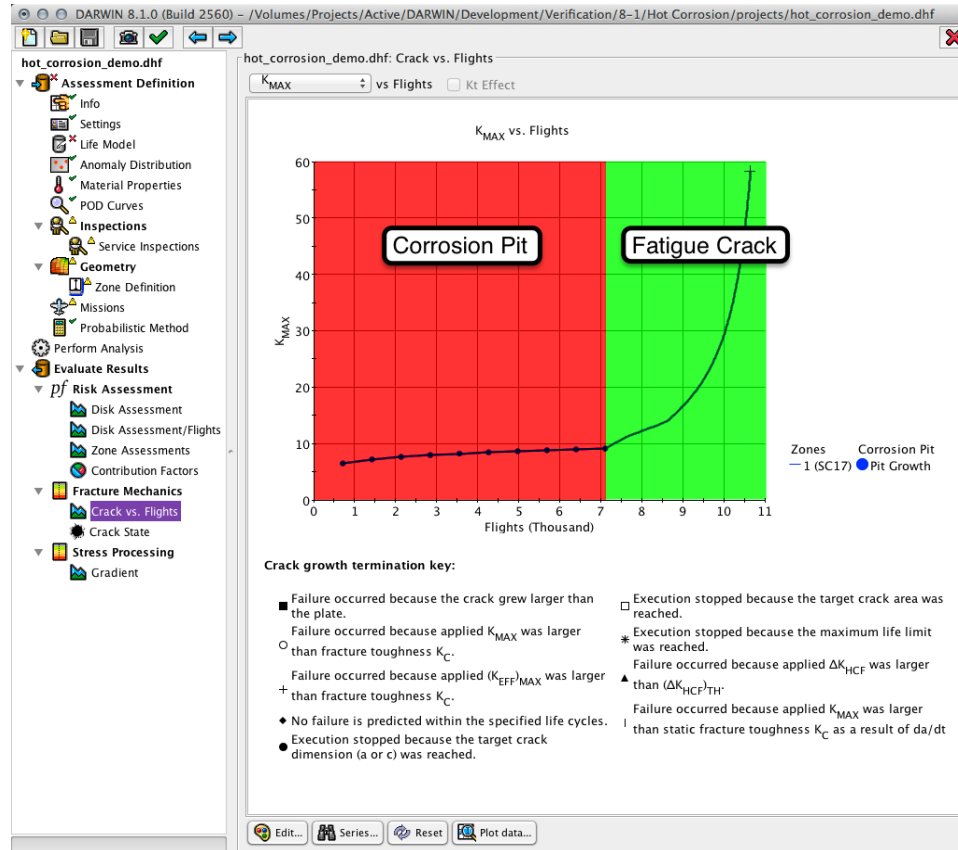 DARWIN 8.1.0 (Build 2560) – /Volumes/Projects/Active/DARWIN/Development/Verification/8-1/Hot Corrosion/projects/hot_corrosion_demo.dhf
hot_corrosion_demo.dhf
Assessment Definition
Info
Settings
Life Model
Anomaly Distribution
Material Properties
POD Curves
Inspections
Service Inspections
Geometry
Zone Definition
Missions
Probabilistic Method
Perform Analysis
Evaluate Results
pf Risk Assessment
Disk Assessment
Disk Assessment/Flights
Zone Assessments
Contribution Factors
Fracture Mechanics
Crack vs. Flights
Crack State
Stress Processing
Gradient
hot_corrosion_demo.dhf: Crack vs. Flights
KMAX vs Flights Kt Effect
KMAX vs. Flights
60
50
40
30
20
10
0
KMAX
Corrosion Pit
Fatigue Crack
0 1 2 3 4 5 6 7 8 9 10 11
Flights (Thousand)
Zones Corrosion Pit
1 (SC17) Pit Growth
Crack growth termination key:
Failure occurred because the crack grew larger than
the plate.
Failure occurred because applied KMAX was larger
than fracture toughness KC.
Failure occurred because applied (KEFF)MAX was larger
than fracture toughness KC.
No failure is predicted within the specified life cycles.
Execution stopped because the target crack
dimension (a or c) was reached.
Execution stopped because the target crack area was
reached.
Execution stopped because the maximum life limit
was reached.
Failure occurred because applied ΔKHCF was larger
than (ΔKHCF)TH.
Failure occurred because applied KMAX was larger
than static fracture toughness KC as a result of da/dt
Edit... Series... Reset Plot data...